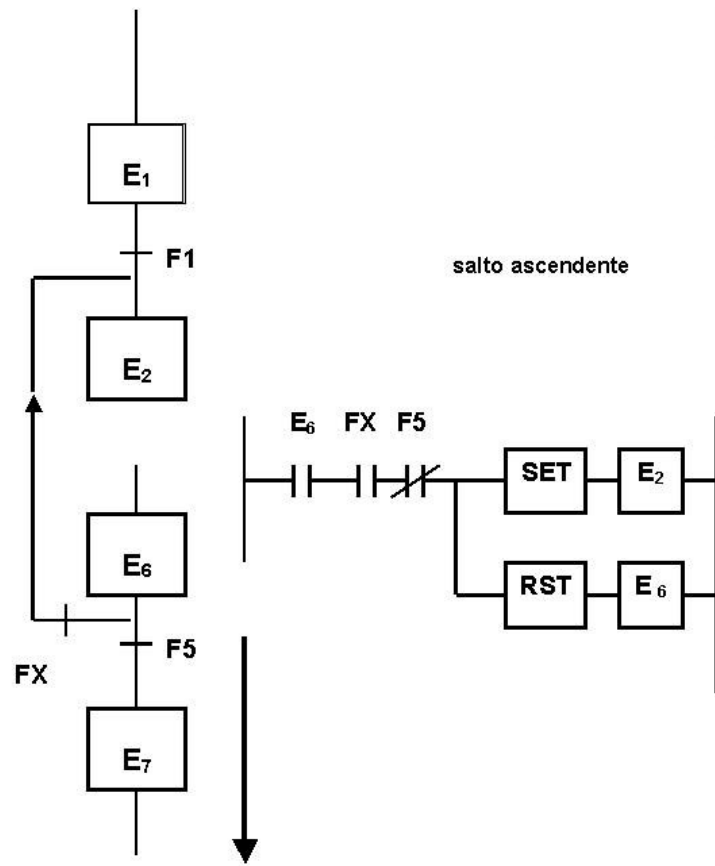 E₁
F1
salto ascendente
E₂
E₆ FX F5
SET E₂
E₆
RST E₆
F5
FX
E₇